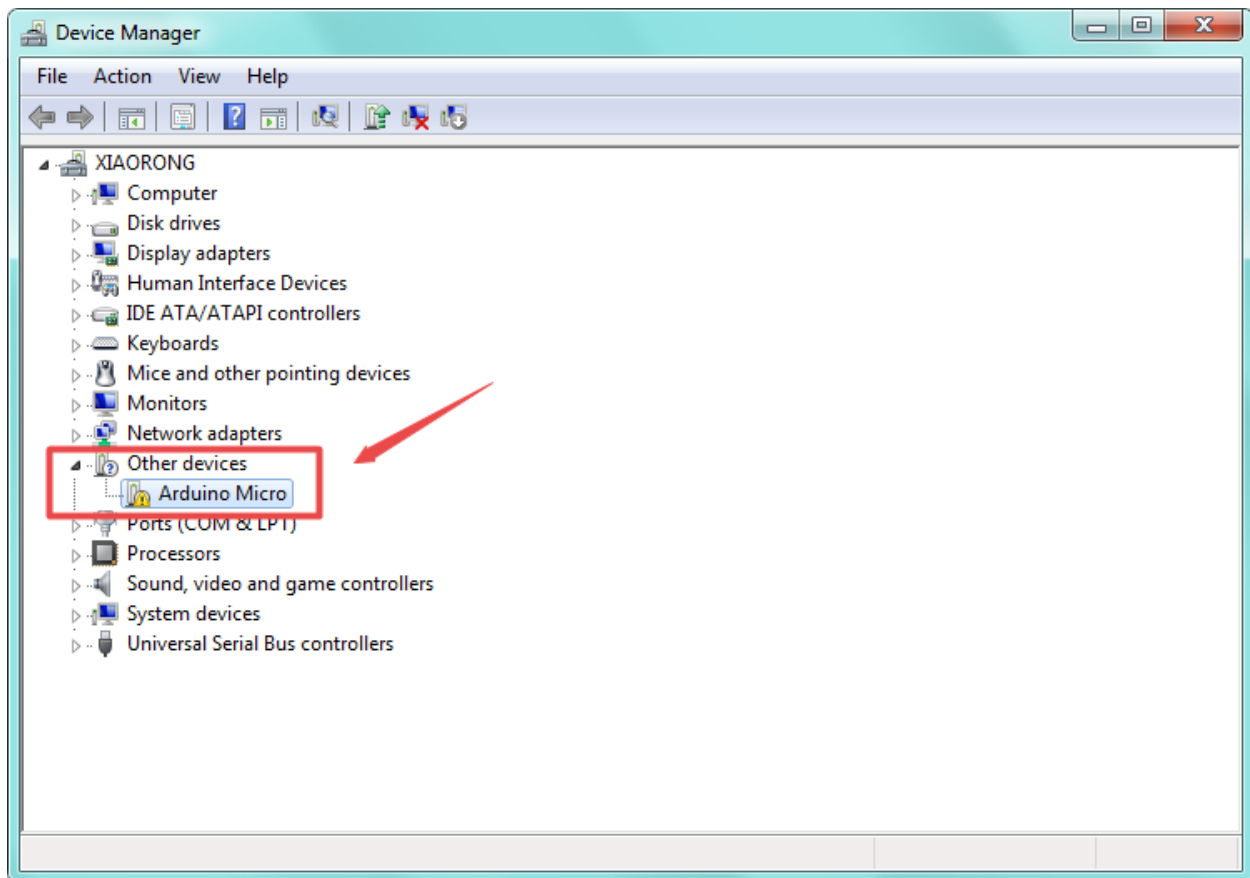 Device Manager
File Action View Help
XIAORONG
Computer
Disk drives
Display adapters
Human Interface Devices
IDE ATA/ATAPI controllers
Keyboards
Mice and other pointing devices
Monitors
Network adapters
Other devices
Arduino Micro
Ports (COM & LPT)
Processors
Sound, video and game controllers
System devices
Universal Serial Bus controllers